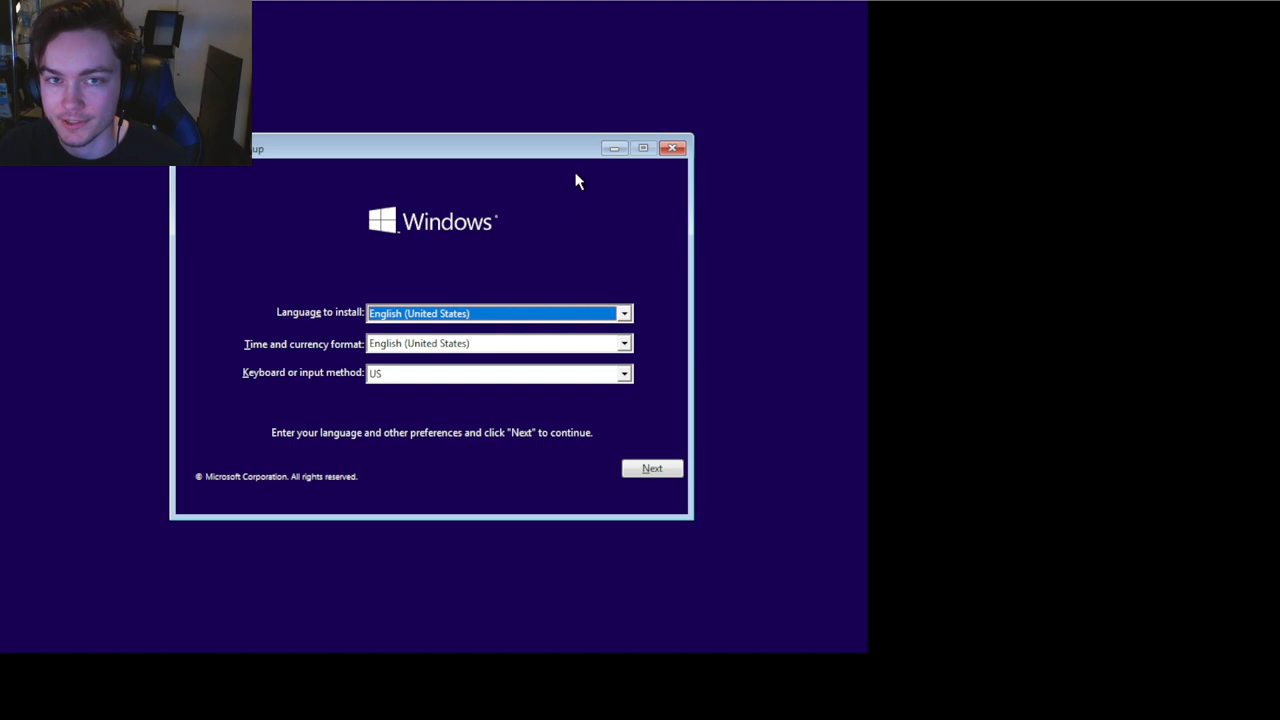 up
Windows
Language to install: English (United States)
Time and currency format: English (United States)
Keyboard or input method: US
Enter your language and other preferences and click "Next" to continue.
Next
© Microsoft Corporation. All rights reserved.